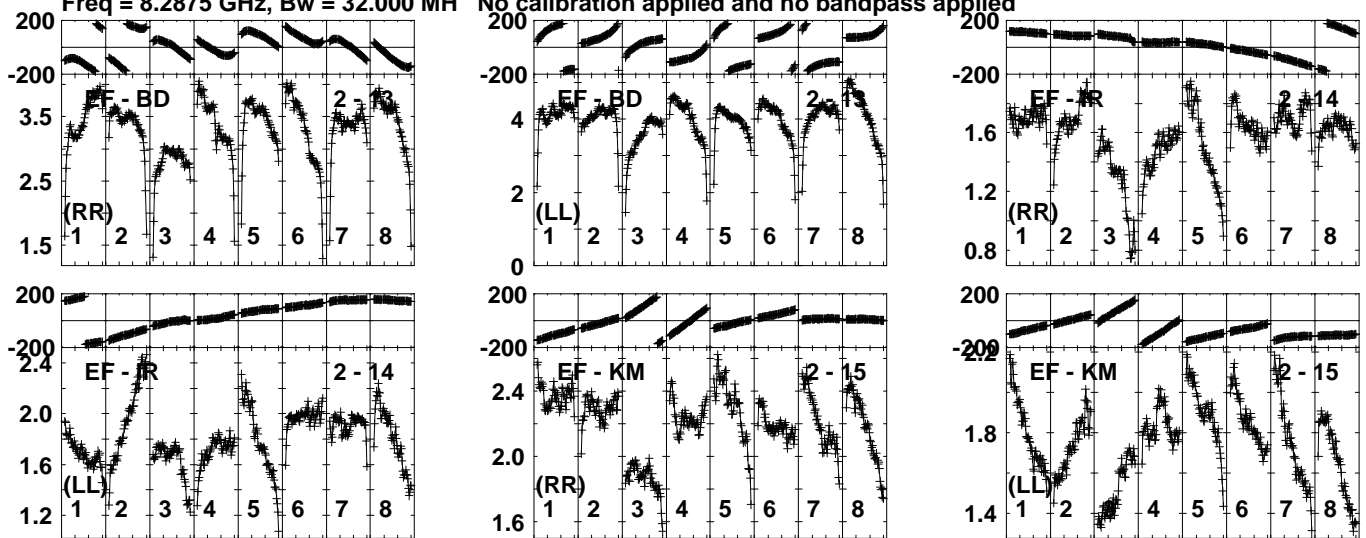 Freq = 8.2875 GHz, Bw = 32.000 MH No calibration applied and no bandpass applied
200
-200
EF - BD 2 - 13
3.5
2.5
1.5
(RR)
1 2 3 4 5 6 7 8
200
-200
EF - BD 2 - 13
4
2
0
(LL)
1 2 3 4 5 6 7 8
200
-200
EF - IR 2 - 14
1.6
1.2
0.8
(RR)
1 2 3 4 5 6 7 8
200
-200
2.4
EF - IR 2 - 14
2.0
1.6
1.2
(LL)
1 2 3 4 5 6 7 8
200
-200
EF - KM 2 - 15
2.4
2.0
1.6
(RR)
1 2 3 4 5 6 7 8
200
-200
2.2
EF - KM 2 - 15
1.8
1.4
(LL)
1 2 3 4 5 6 7 8